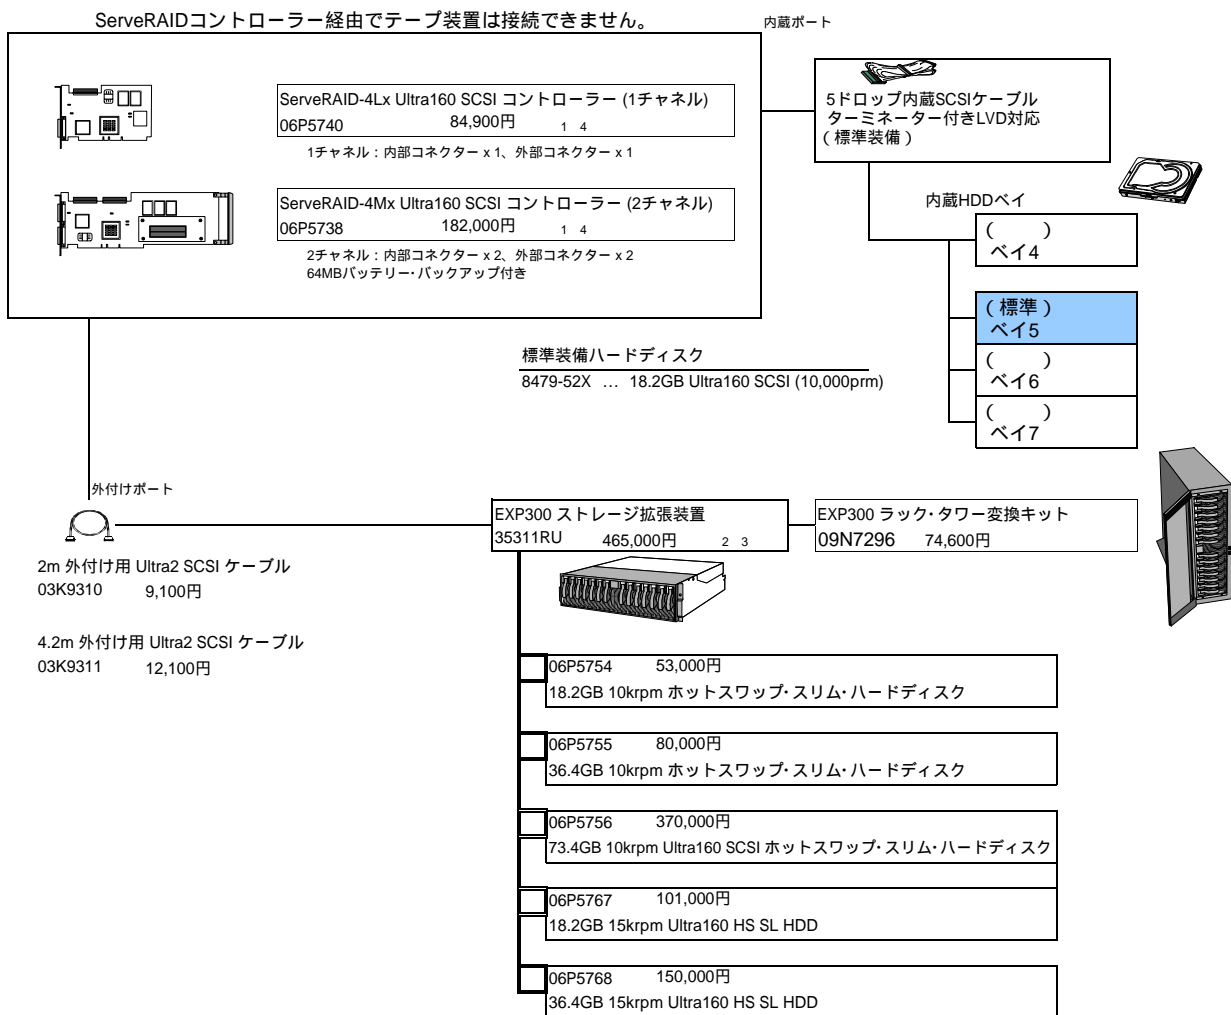 ServeRAIDコントローラー経由でテープ装置は接続できません。
内蔵ポート
ServeRAID-4Lx Ultra160 SCSI コントローラー (1チャネル)
06P5740 84,900円 1 4
1チャネル：内部コネクター x 1、外部コネクター x 1
ServeRAID-4Mx Ultra160 SCSI コントローラー (2チャネル)
06P5738 182,000円 1 4
2チャネル：内部コネクター x 2、外部コネクター x 2
64MBバッテリー・バックアップ付き
5ドロップ内蔵SCSIケーブル
ターミネーター付きLVD対応
（標準装備）
内蔵HDDベイ
（　　）
ベイ4
（標準）
ベイ5
（　　）
ベイ6
（　　）
ベイ7
標準装備ハードディスク
8479-52X … 18.2GB Ultra160 SCSI (10,000prm)
外付けポート
2m 外付け用 Ultra2 SCSI ケーブル
03K9310 9,100円
4.2m 外付け用 Ultra2 SCSI ケーブル
03K9311 12,100円
EXP300 ストレージ拡張装置
35311RU 465,000円 2 3
EXP300 ラック・タワー変換キット
09N7296 74,600円
06P5754 53,000円
18.2GB 10krpm ホットスワップ・スリム・ハードディスク
06P5755 80,000円
36.4GB 10krpm ホットスワップ・スリム・ハードディスク
06P5756 370,000円
73.4GB 10krpm Ultra160 SCSI ホットスワップ・スリム・ハードディスク
06P5767 101,000円
18.2GB 15krpm Ultra160 HS SL HDD
06P5768 150,000円
36.4GB 15krpm Ultra160 HS SL HDD